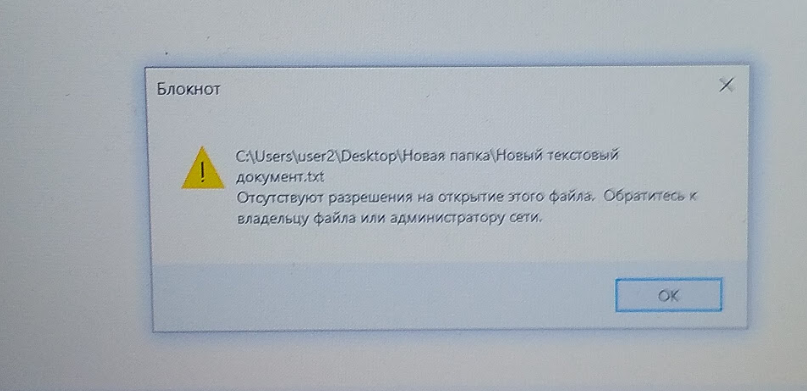 Блокнот
C:\Users\user2\Desktop\Новая папка\Новый текстовый
документ.txt
Отсутствуют разрешения на открытие этого файла. Обратитесь к
владельцу файла или администратору сети.
ОК